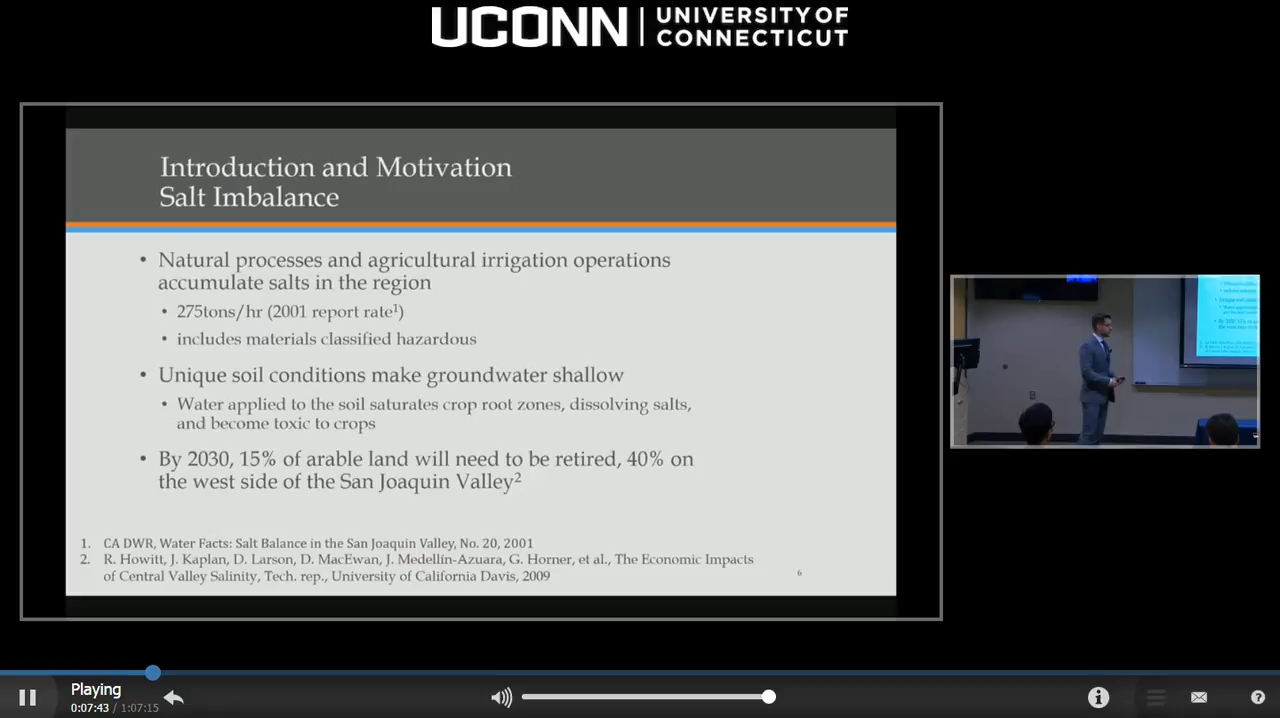 UCONN
UNIVERSITY OF
CONNECTICUT
Introduction and Motivation
Salt Imbalance
• Natural processes and agricultural irrigation operations
accumulate salts in the region
• 275tons/hr (2001 report rate¹)
• includes materials classified hazardous
• Unique soil conditions make groundwater shallow
• Water applied to the soil saturates crop root zones, dissolving salts,
and become toxic to crops
• By 2030, 15% of arable land will need to be retired, 40% on
the west side of the San Joaquin Valley²
1. CA DWR, Water Facts: Salt Balance in the San Joaquin Valley, No. 20, 2001
2. R. Howitt, J. Kaplan, D. Larson, D. MacEwan, J. Medellín-Azuara, G. Horner, et al., The Economic Impacts
of Central Valley Salinity, Tech. rep., University of California Davis, 2009
6
Playing
0:07:43 / 1:07:15